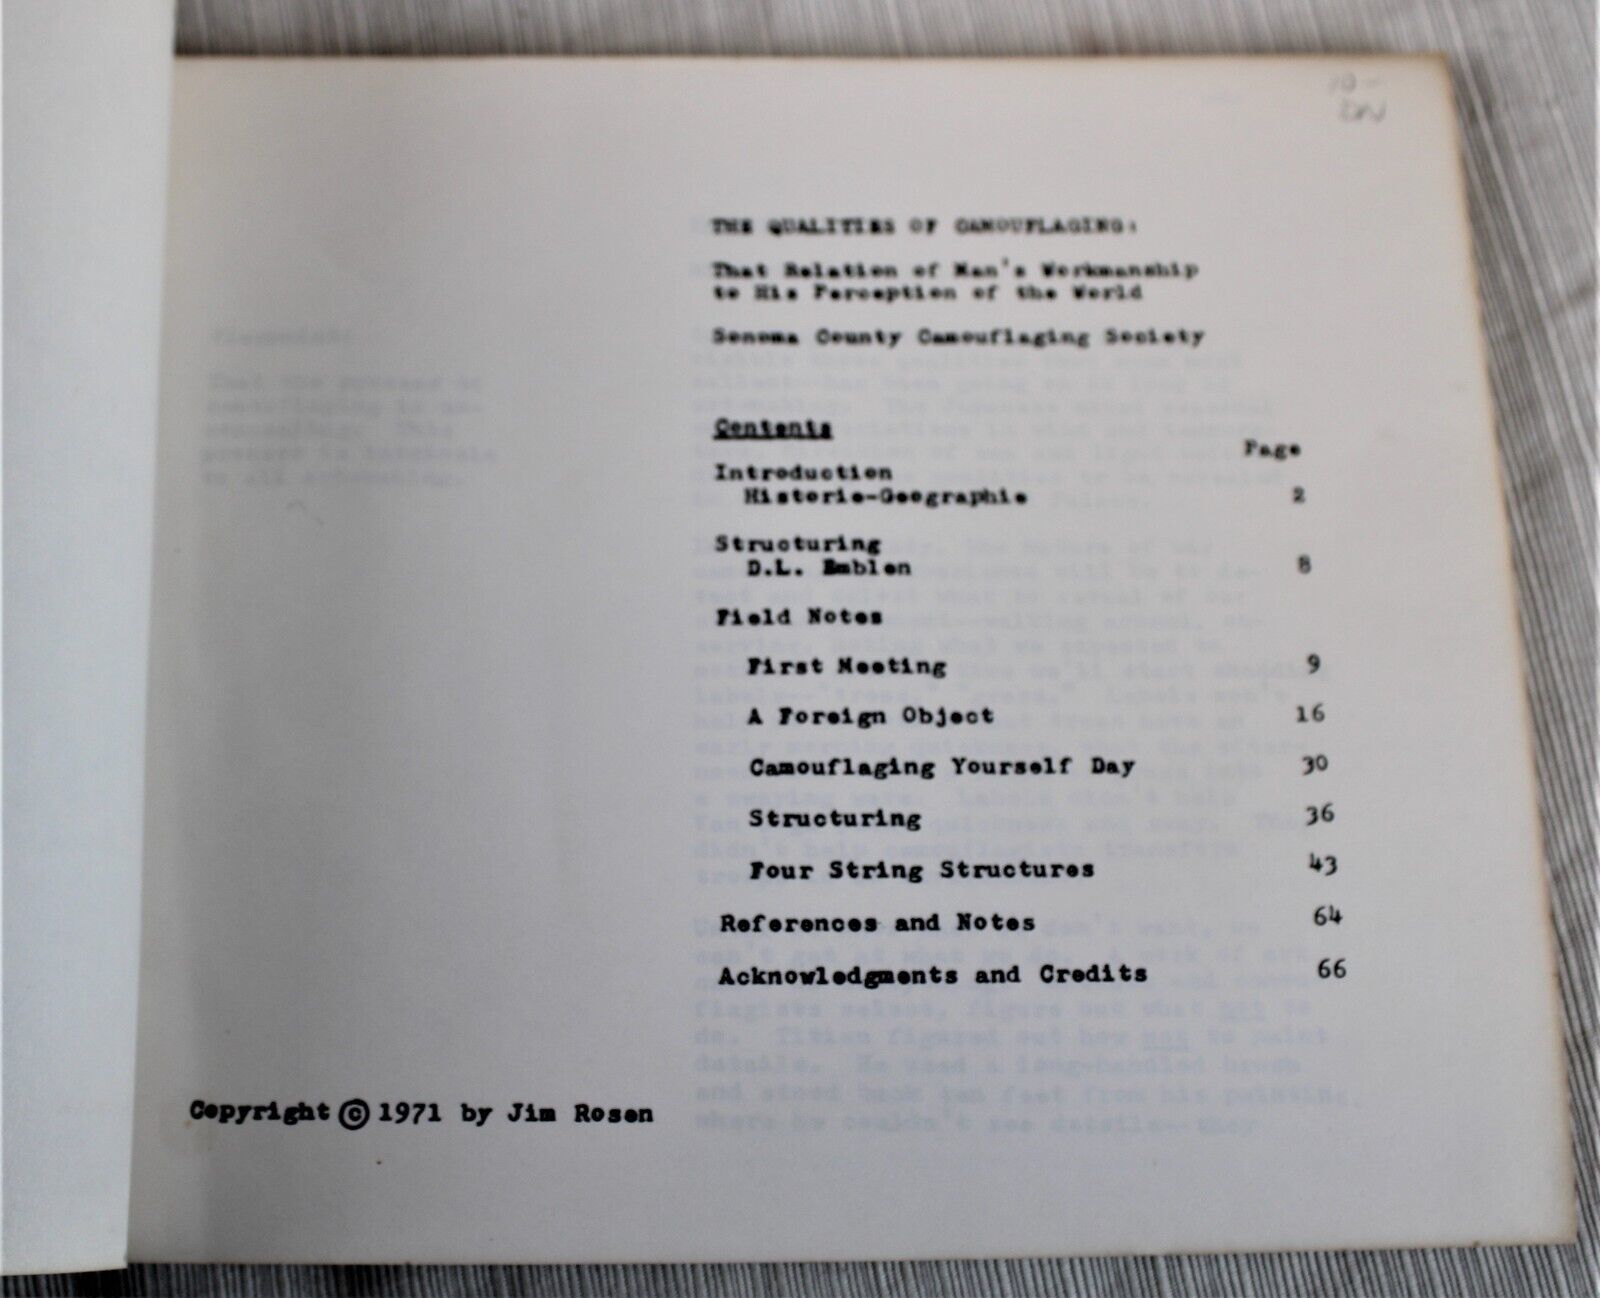 10-
THE QUALITIES OF CAMOUFLAGING:
That Relation of Man's Workmanship
to His Perception of the World
Sonoma County Camouflaging Society
Contents
Page
Introduction
Historic-Geographic 2
Structuring
D.L. Emblen 8
Field Notes
First Meeting 9
A Foreign Object 16
Camouflaging Yourself Day 30
Structuring 36
Four String Structures 43
References and Notes 64
Acknowledgments and Credits 66
Copyright © 1971 by Jim Rosen